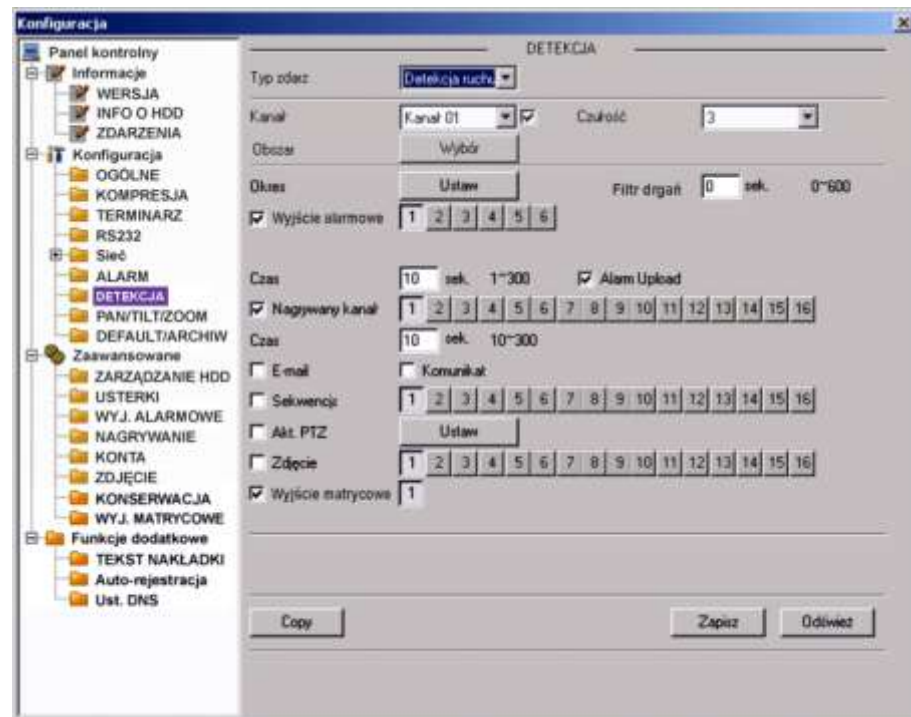 Konfiguracja
Panel kontrolny
Informacje
WERSJA
INFO O HDD
ZDARZENIA
Konfiguracja
OGÓLNE
KOMPRESJA
TERMINARZ
RS232
Sieć
ALARM
DETEKCJA
PAN/TILT/ZOOM
DEFAULT/ARCHIW
Zaawansowane
ZARZĄDZANIE HDD
USTERKI
WYJ. ALARMOWE
NAGRYWANIE
KONTA
ZDJĘCIE
KONSERWACJA
WYJ. MATRYCOWE
Funkcje dodatkowe
TEKST NAKŁADKI
Auto-rejestracja
Ust. DNS
DETEKCJA
Typ zdarz Detekcja ruchu
Kanał Kanał 01 Czułość 3
Obszar Wybór
Okres Ustaw Filtr drgań 0 sek. 0~600
Wyjście alarmowe 1 2 3 4 5 6
Czas 10 sek. 1~300 Alarm Upload
Nagrywany kanał 1 2 3 4 5 6 7 8 9 10 11 12 13 14 15 16
Czas 10 sek. 10~300
E-mail Komunikat
Sekwencja 1 2 3 4 5 6 7 8 9 10 11 12 13 14 15 16
Akt. PTZ Ustaw
Zdjęcie 1 2 3 4 5 6 7 8 9 10 11 12 13 14 15 16
Wyjście matrycowe 1
Copy Zapisz Odśwież